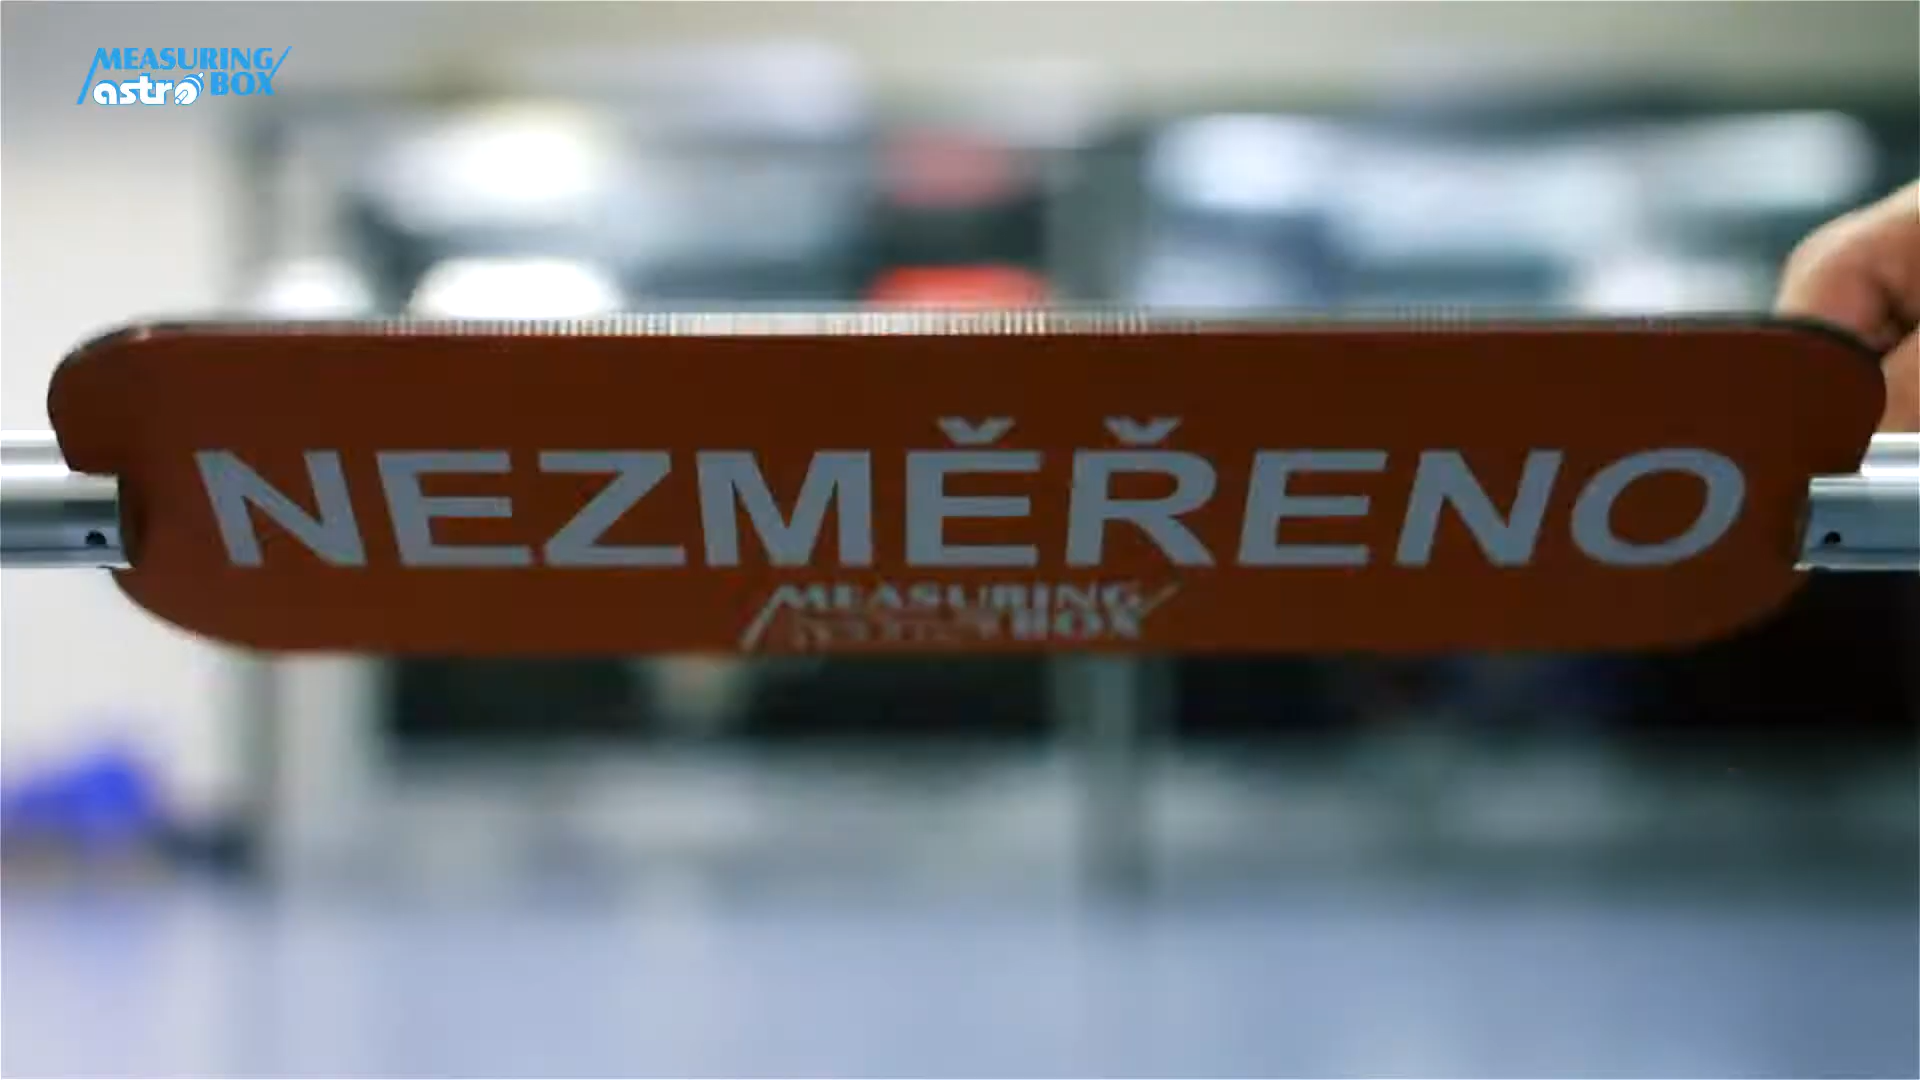 MEASURING
astro BOX
NEZMĚŘENO
MEASURING
BOX